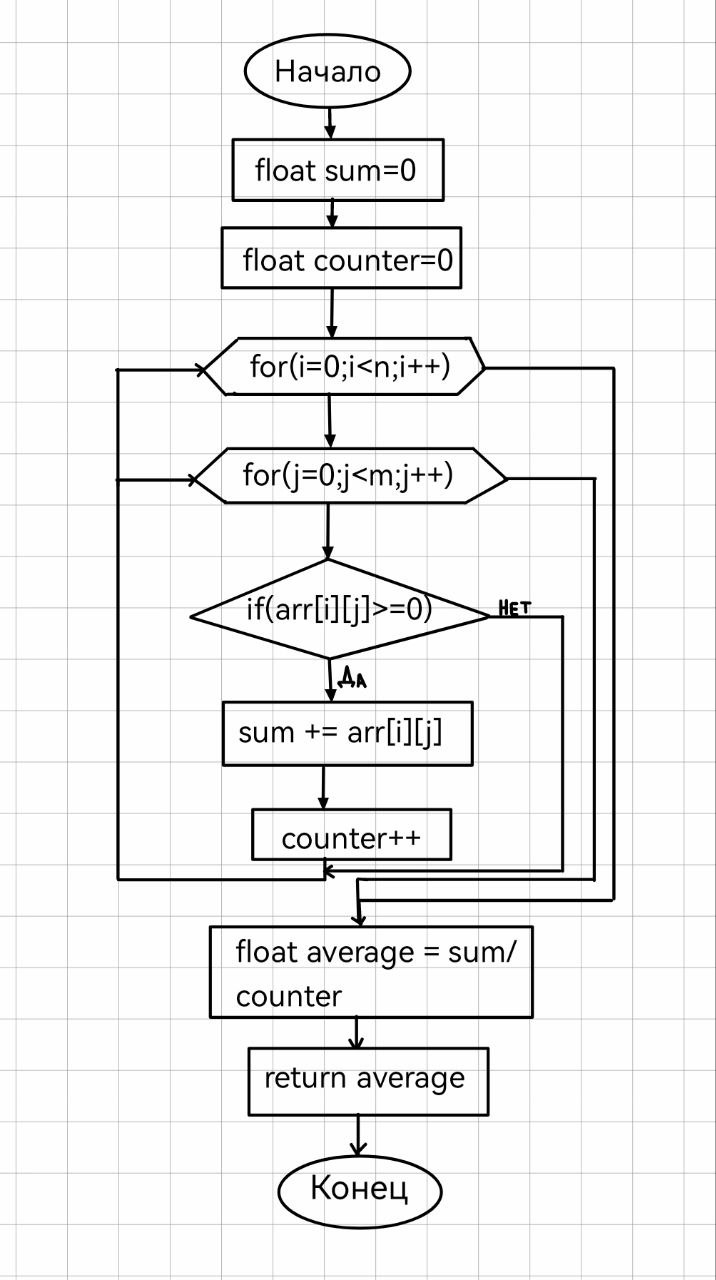 Начало
float sum=0
float counter=0
for(i=0;i<n;i++)
for(j=0;j<m;j++)
if(arr[i][j]>=0)
НЕТ
ДА
sum += arr[i][j]
counter++
float average = sum/
counter
return average
Конец